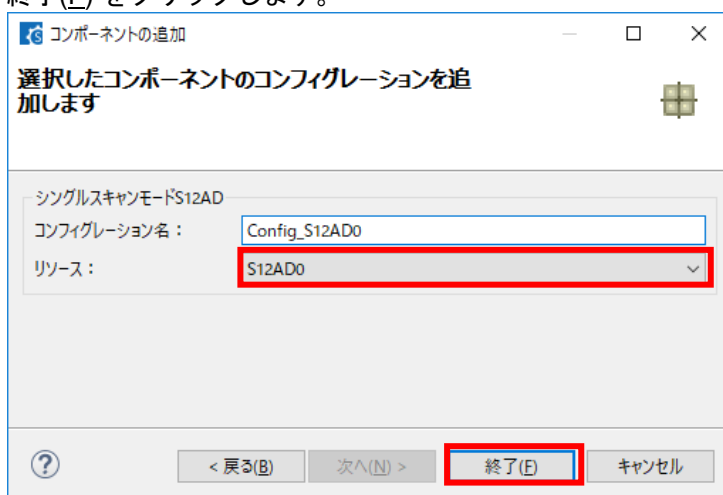 終了(F) をクリックします。
コンポーネントの追加
選択したコンポーネントのコンフィグレーションを追
加します
シングルスキャンモードS12AD
コンフィグレーション名：
Config_S12AD0
リソース：
S12AD0
< 戻る(B)
次へ(N) >
終了(F)
キャンセル